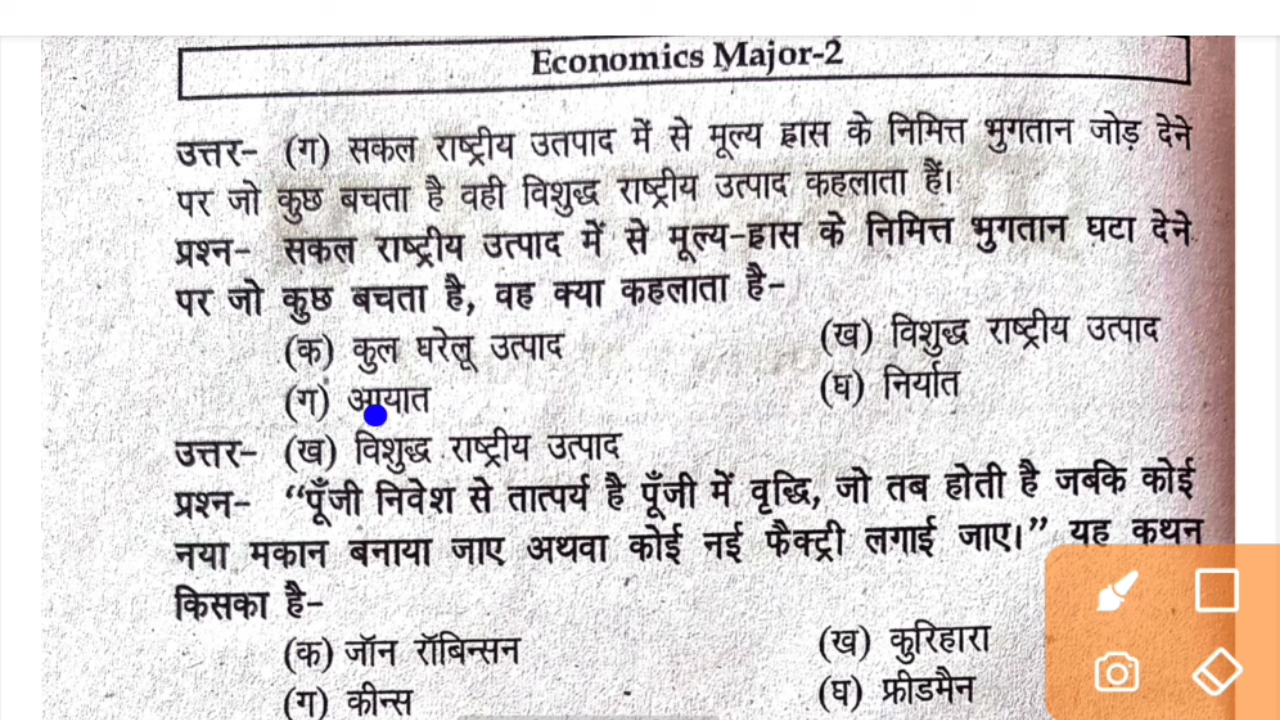 Economics Major-2
उत्तर- (ग) सकल राष्ट्रीय उतपाद में से मूल्य ह्रास के निमित्त भुगतान जोड़ देने
पर जो कुछ बचता है वही विशुद्ध राष्ट्रीय उत्पाद कहलाता हैं।
प्रश्न- सकल राष्ट्रीय उत्पाद में से मूल्य-ह्रास के निमित्त भुगतान घटा देने
पर जो कुछ बचता है, वह क्या कहलाता है-
(क) कुल घरेलू उत्पाद (ख) विशुद्ध राष्ट्रीय उत्पाद
(ग) आयात (घ) निर्यात
उत्तर- (ख) विशुद्ध राष्ट्रीय उत्पाद
प्रश्न- “पूँजी निवेश से तात्पर्य है पूँजी में वृद्धि, जो तब होती है जबकि कोई
नया मकान बनाया जाए अथवा कोई नई फैक्ट्री लगाई जाए।” यह कथन
किसका है-
(क) जॉन रॉबिन्सन (ख) कुरिहारा
(ग) कीन्स (घ) फ्रीडमैन